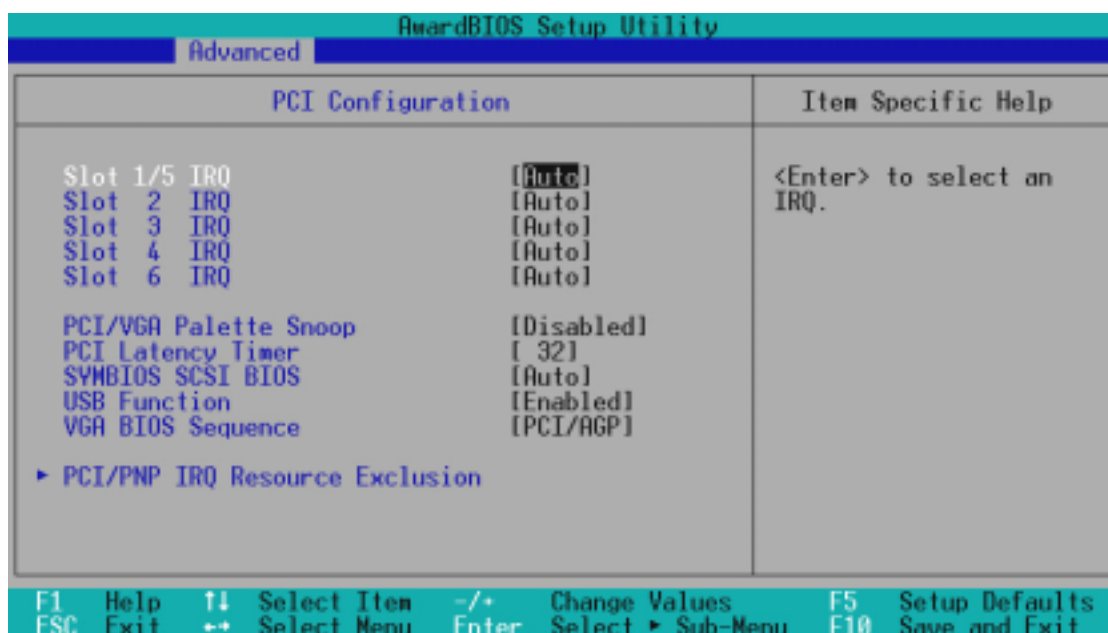 AwardBIOS Setup Utility
Advanced
PCI Configuration
Item Specific Help
Slot 1/5 IRQ [Auto]
Slot 2 IRQ [Auto]
Slot 3 IRQ [Auto]
Slot 4 IRQ [Auto]
Slot 6 IRQ [Auto]
PCI/VGA Palette Snoop [Disabled]
PCI Latency Timer [ 32]
SYMBIOS SCSI BIOS [Auto]
USB Function [Enabled]
VGA BIOS Sequence [PCI/AGP]
► PCI/PNP IRQ Resource Exclusion
<Enter> to select an
IRQ.
F1 Help ↑↓ Select Item -/+ Change Values F5 Setup Defaults
ESC Exit ←→ Select Menu Enter Select ► Sub-Menu F10 Save and Exit